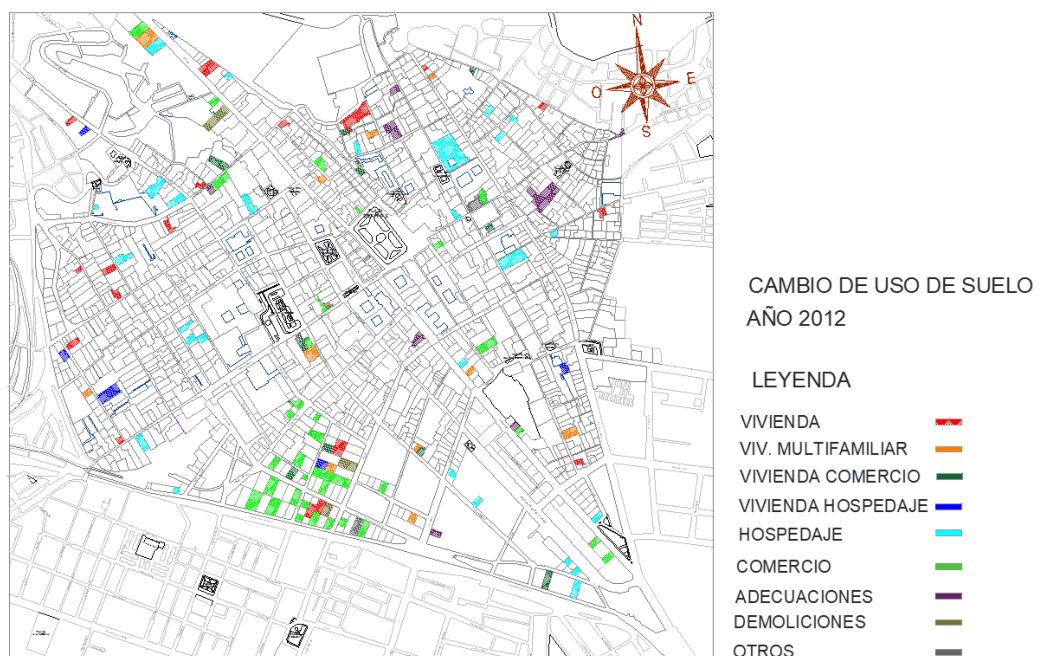 N
E
O
S
CAMBIO DE USO DE SUELO
AÑO 2012
LEYENDA
VIVIENDA
VIV. MULTIFAMILIAR
VIVIENDA COMERCIO
VIVIENDA HOSPEDAJE
HOSPEDAJE
COMERCIO
ADECUACIONES
DEMOLICIONES
OTROS